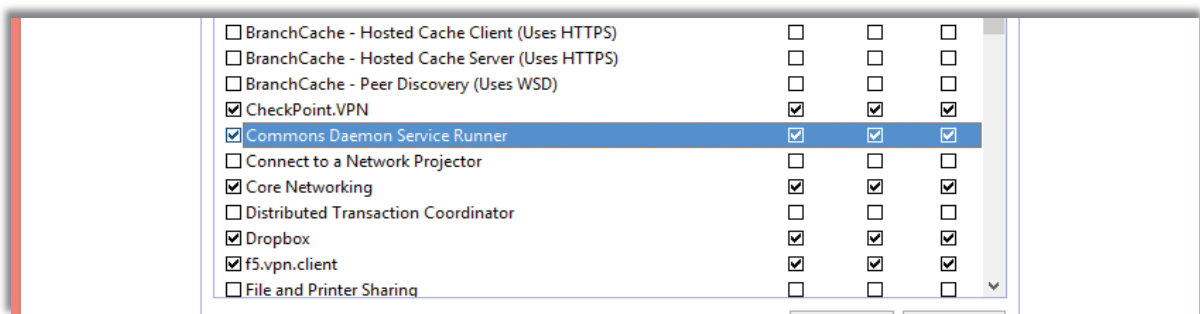 BranchCache - Hosted Cache Client (Uses HTTPS)
BranchCache - Hosted Cache Server (Uses HTTPS)
BranchCache - Peer Discovery (Uses WSD)
CheckPoint.VPN
Commons Daemon Service Runner
Connect to a Network Projector
Core Networking
Distributed Transaction Coordinator
Dropbox
f5.vpn.client
File and Printer Sharing